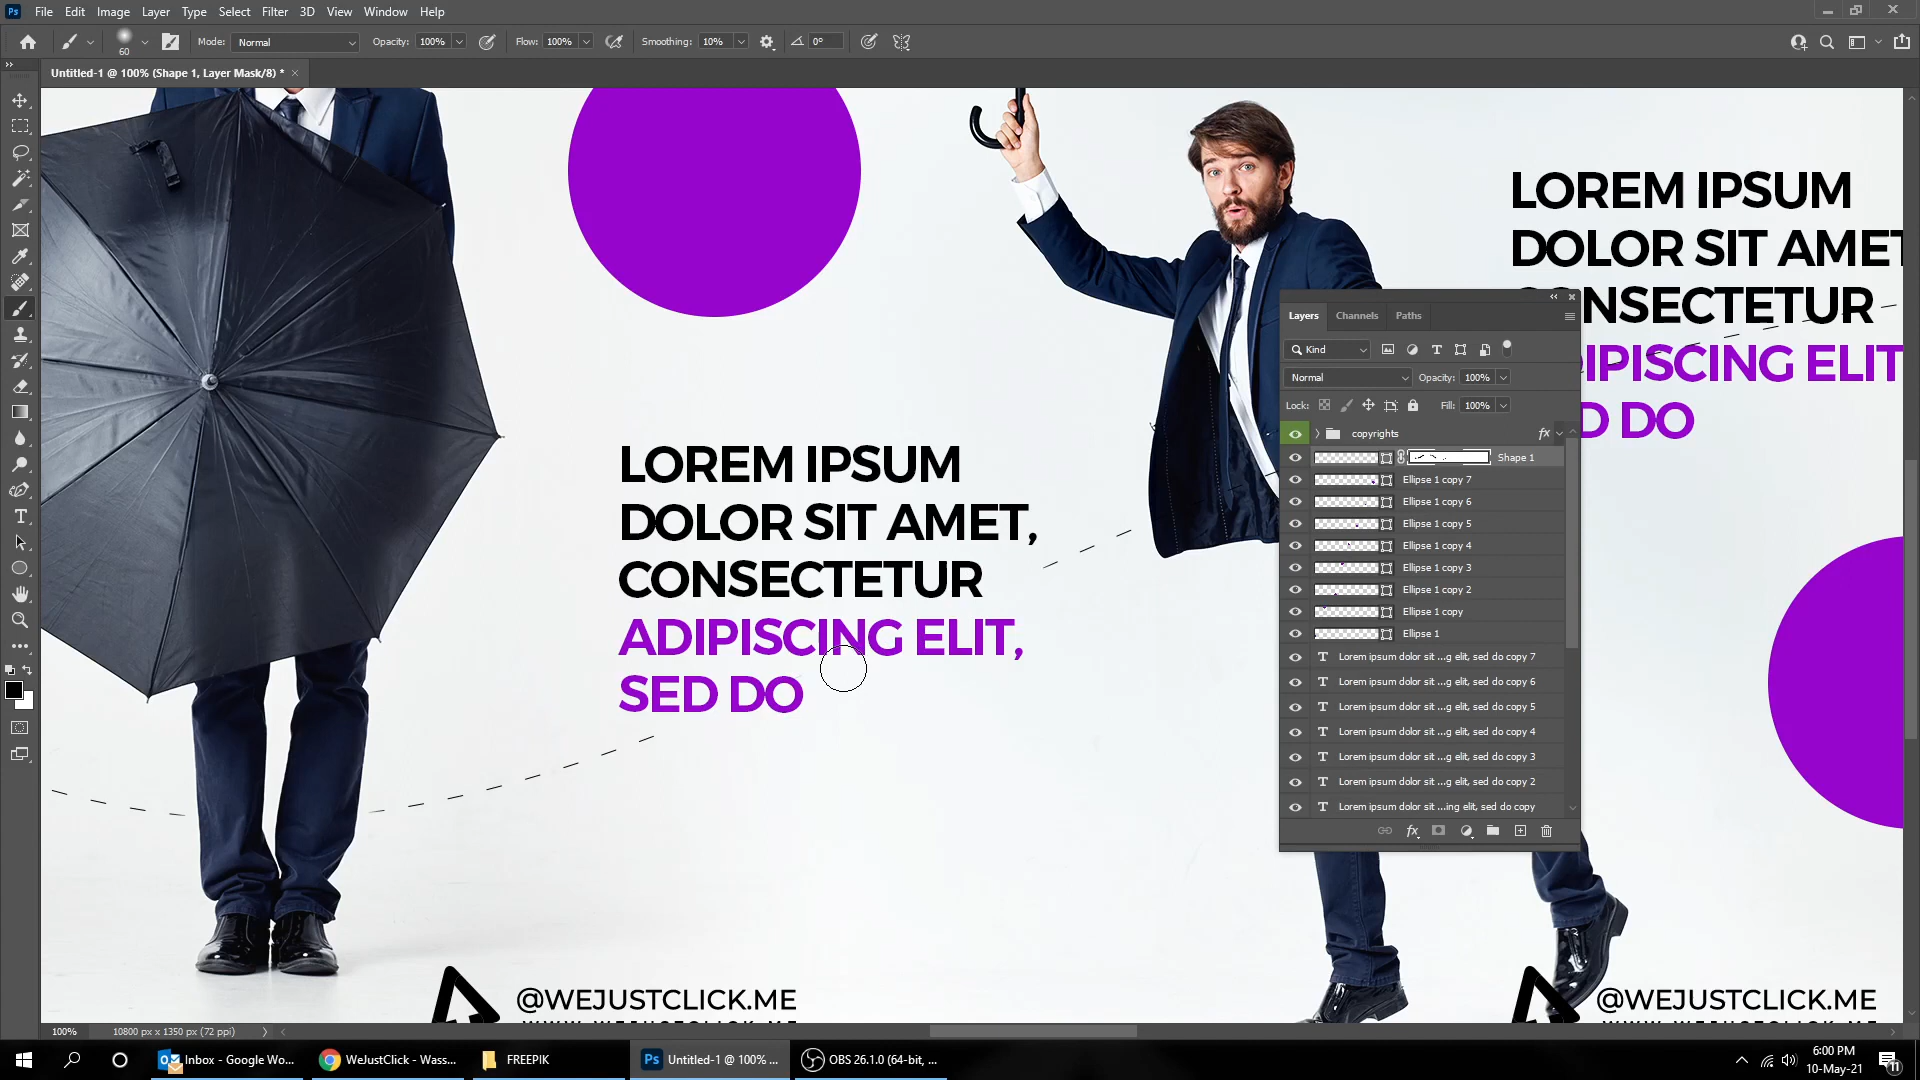 Ps File Edit Image Layer Type Select Filter 3D View Window Help
60 Mode: Normal Opacity: 100% Flow: 100% Smoothing: 10% 0°
Untitled-1 @ 100% (Shape 1, Layer Mask/8) *
LOREM IPSUM
DOLOR SIT AMET,
CONSECTETUR
ADIPISCING ELIT,
SED DO
@WEJUSTCLICK.ME
LOREM IPSUM
DOLOR SIT AMET
NSECTETUR
IPISCING ELIT
DO
@WEJUSTCLICK.ME
Layers Channels Paths
Kind
Normal Opacity: 100%
Lock: Fill: 100%
copyrights fx
Shape 1
Ellipse 1 copy 7
Ellipse 1 copy 6
Ellipse 1 copy 5
Ellipse 1 copy 4
Ellipse 1 copy 3
Ellipse 1 copy 2
Ellipse 1 copy
Ellipse 1
T Lorem ipsum dolor sit ...g elit, sed do copy 7
T Lorem ipsum dolor sit ...g elit, sed do copy 6
T Lorem ipsum dolor sit ...g elit, sed do copy 5
T Lorem ipsum dolor sit ...g elit, sed do copy 4
T Lorem ipsum dolor sit ...g elit, sed do copy 3
T Lorem ipsum dolor sit ...g elit, sed do copy 2
T Lorem ipsum dolor sit ...ing elit, sed do copy
fx
100% 10800 px x 1350 px (72 ppi)
Inbox - Google Wo... WeJustClick - Wass... FREEPIK Ps Untitled-1 @ 100% ... OBS 26.1.0 (64-bit, ...
6:00 PM
10-May-21
11